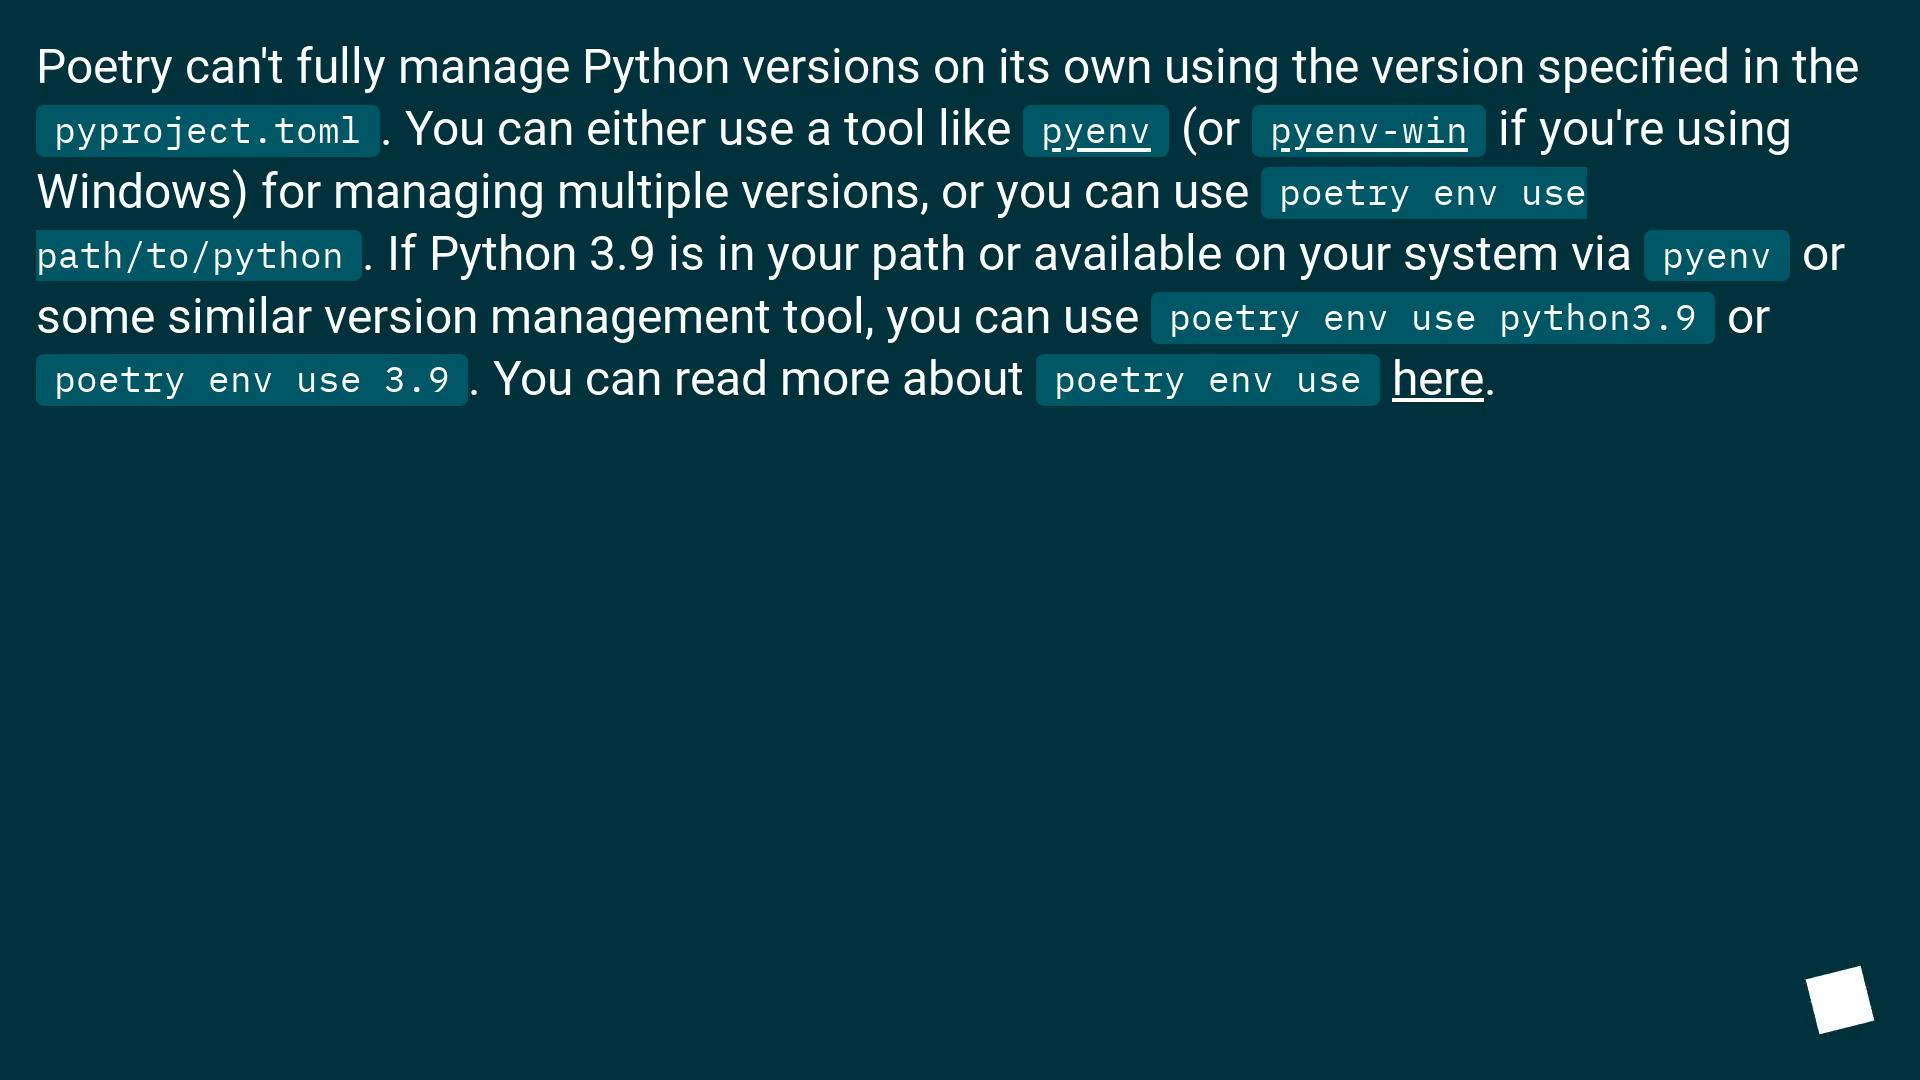 Poetry can't fully manage Python versions on its own using the version specified in the
pyproject.toml. You can either use a tool like pyenv (or pyenv-win if you're using
Windows) for managing multiple versions, or you can use poetry env use
path/to/python. If Python 3.9 is in your path or available on your system via pyenv or
some similar version management tool, you can use poetry env use python3.9 or
poetry env use 3.9. You can read more about poetry env use here.